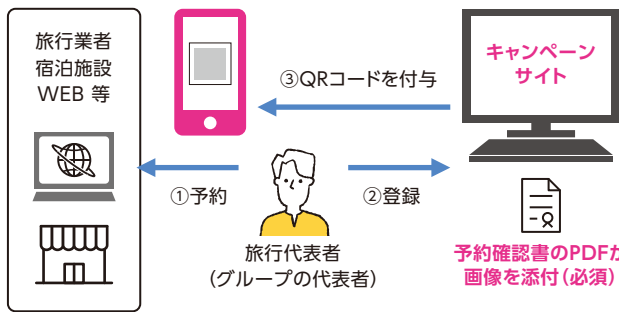 旅行業者
宿泊施設
WEB 等
キャンペーン
サイト
③QRコードを付与
①予約
②登録
旅行代表者
(グループの代表者)
予約確認書のPDFか
画像を添付(必須)